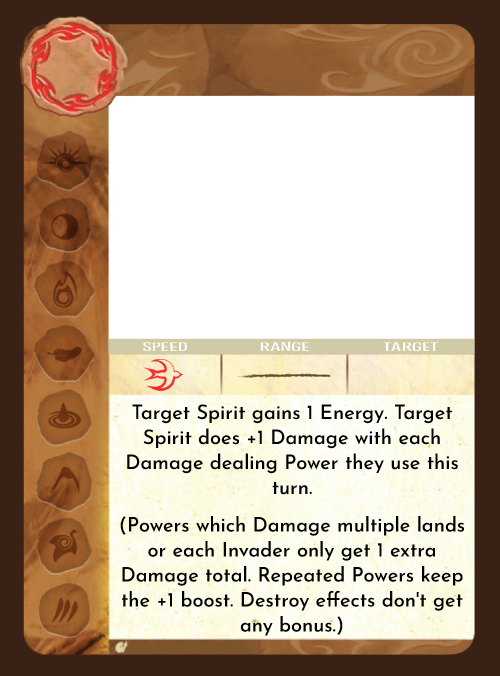 SPEED RANGE TARGET
Target Spirit gains 1 Energy. Target
Spirit does +1 Damage with each
Damage dealing Power they use this
turn.
(Powers which Damage multiple lands
or each Invader only get 1 extra
Damage total. Repeated Powers keep
the +1 boost. Destroy effects don't get
any bonus.)